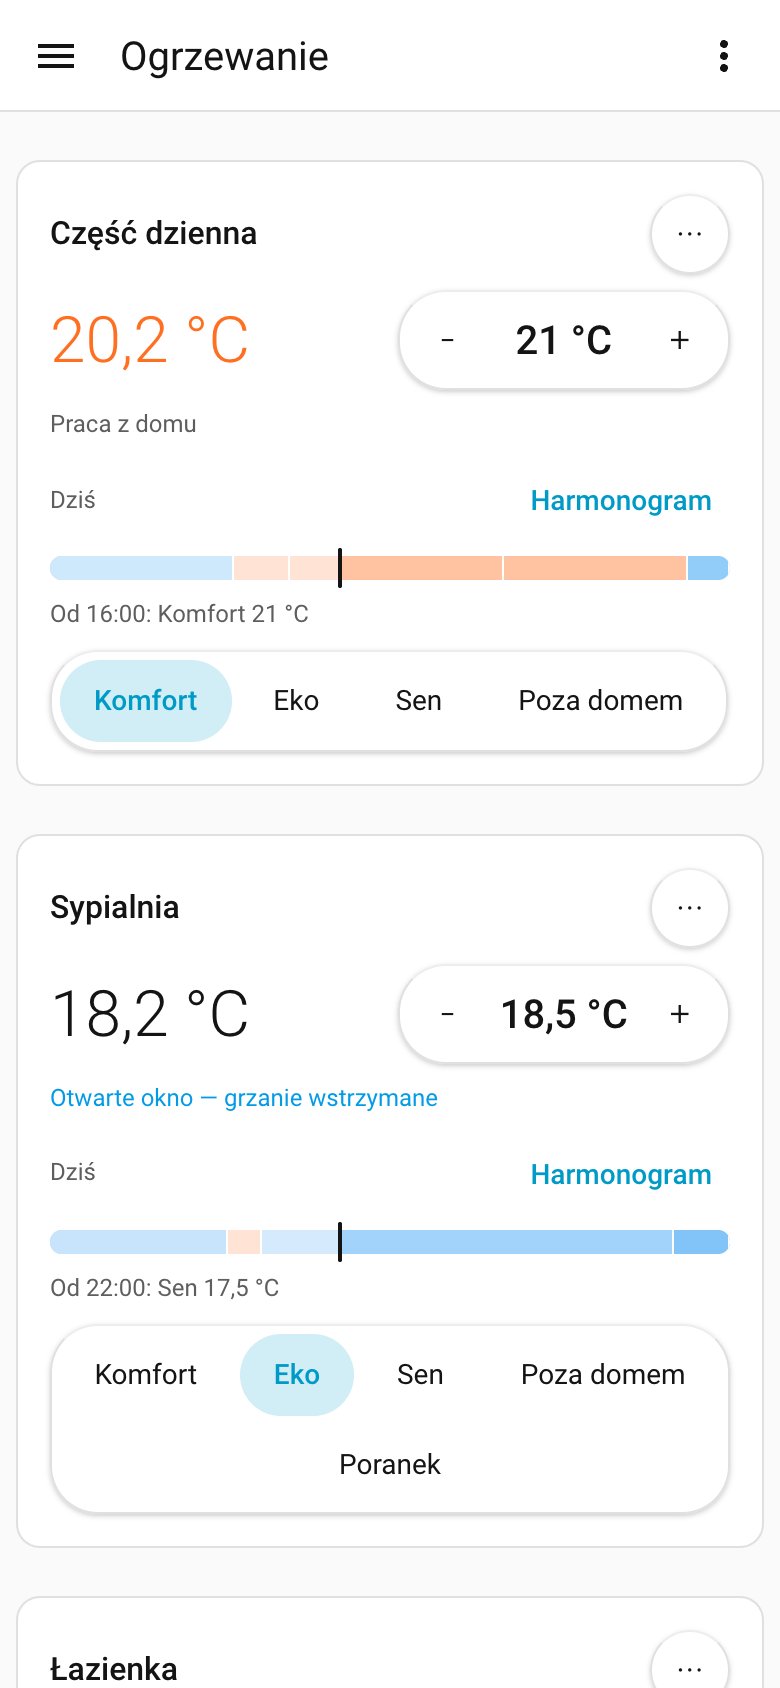 Ogrzewanie
Część dzienna
20,2 °C
- 21 °C +
Praca z domu
Dziś Harmonogram
Od 16:00: Komfort 21 °C
Komfort Eko Sen Poza domem
Sypialnia
18,2 °C
- 18,5 °C +
Otwarte okno — grzanie wstrzymane
Dziś Harmonogram
Od 22:00: Sen 17,5 °C
Komfort Eko Sen Poza domem
Poranek
Łazienka